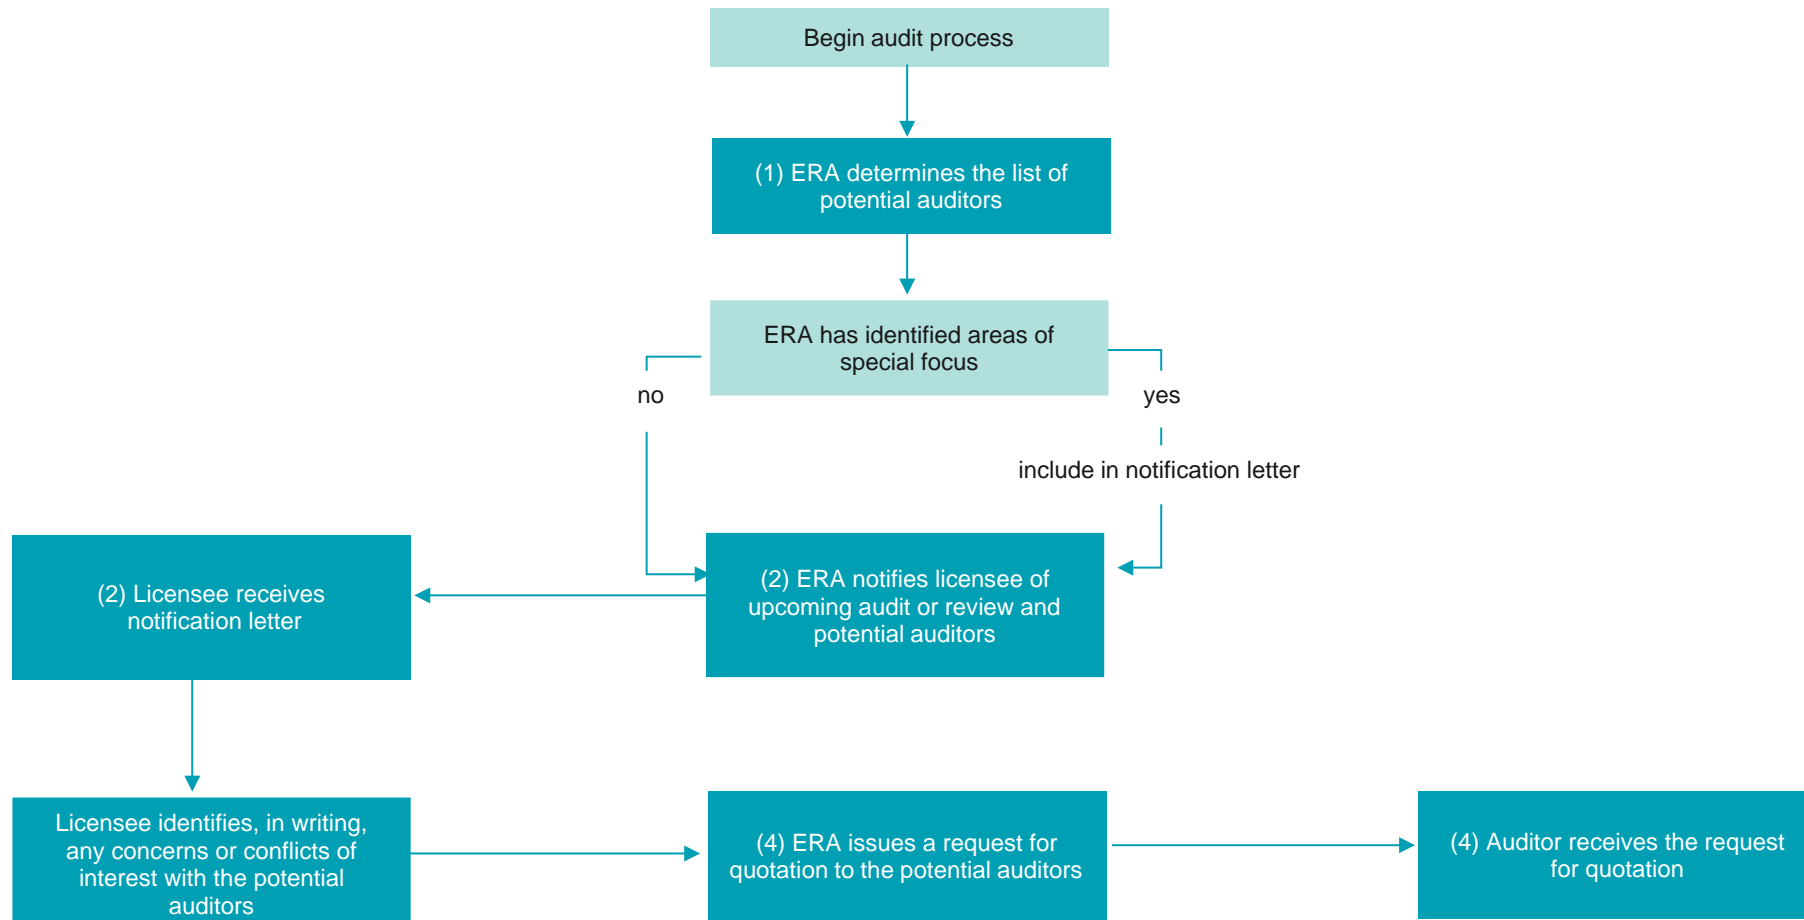 Begin audit process
(1) ERA determines the list of
potential auditors
ERA has identified areas of
special focus
no
yes
include in notification letter
(2) Licensee receives
notification letter
(2) ERA notifies licensee of
upcoming audit or review and
potential auditors
Licensee identifies, in writing,
any concerns or conflicts of
interest with the potential
auditors
(4) ERA issues a request for
quotation to the potential auditors
(4) Auditor receives the request
for quotation